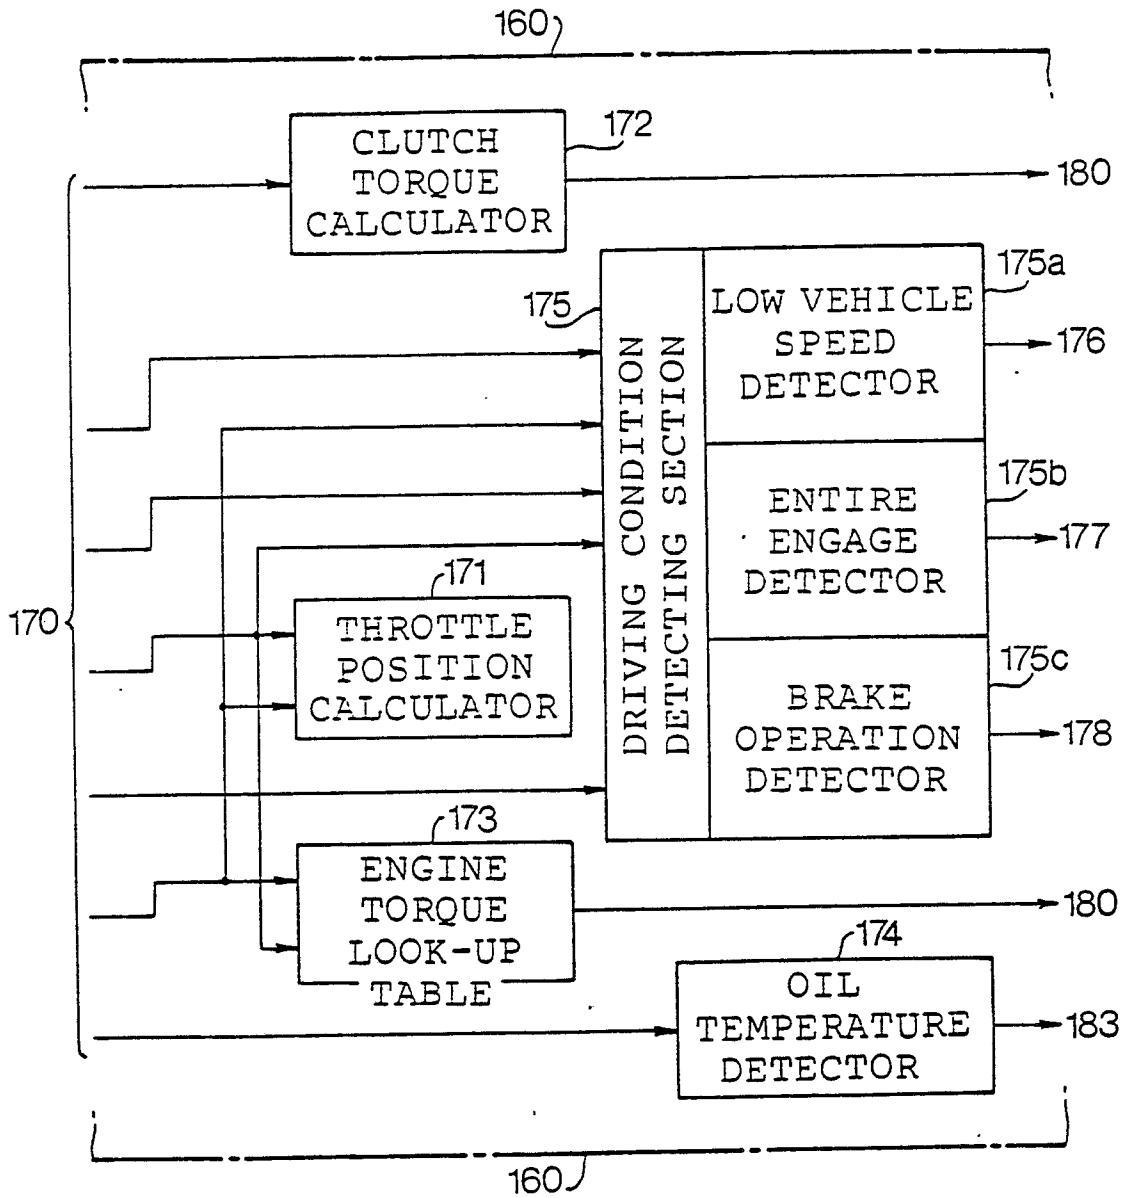 160
172
CLUTCH
TORQUE
CALCULATOR
180
175
DRIVING CONDITION
DETECTING SECTION
175a
LOW VEHICLE
SPEED
DETECTOR
176
175b
ENTIRE
ENGAGE
DETECTOR
177
170
171
THROTTLE
POSITION
CALCULATOR
175c
BRAKE
OPERATION
DETECTOR
178
173
ENGINE
TORQUE
LOOK-UP
TABLE
180
174
OIL
TEMPERATURE
DETECTOR
183
160